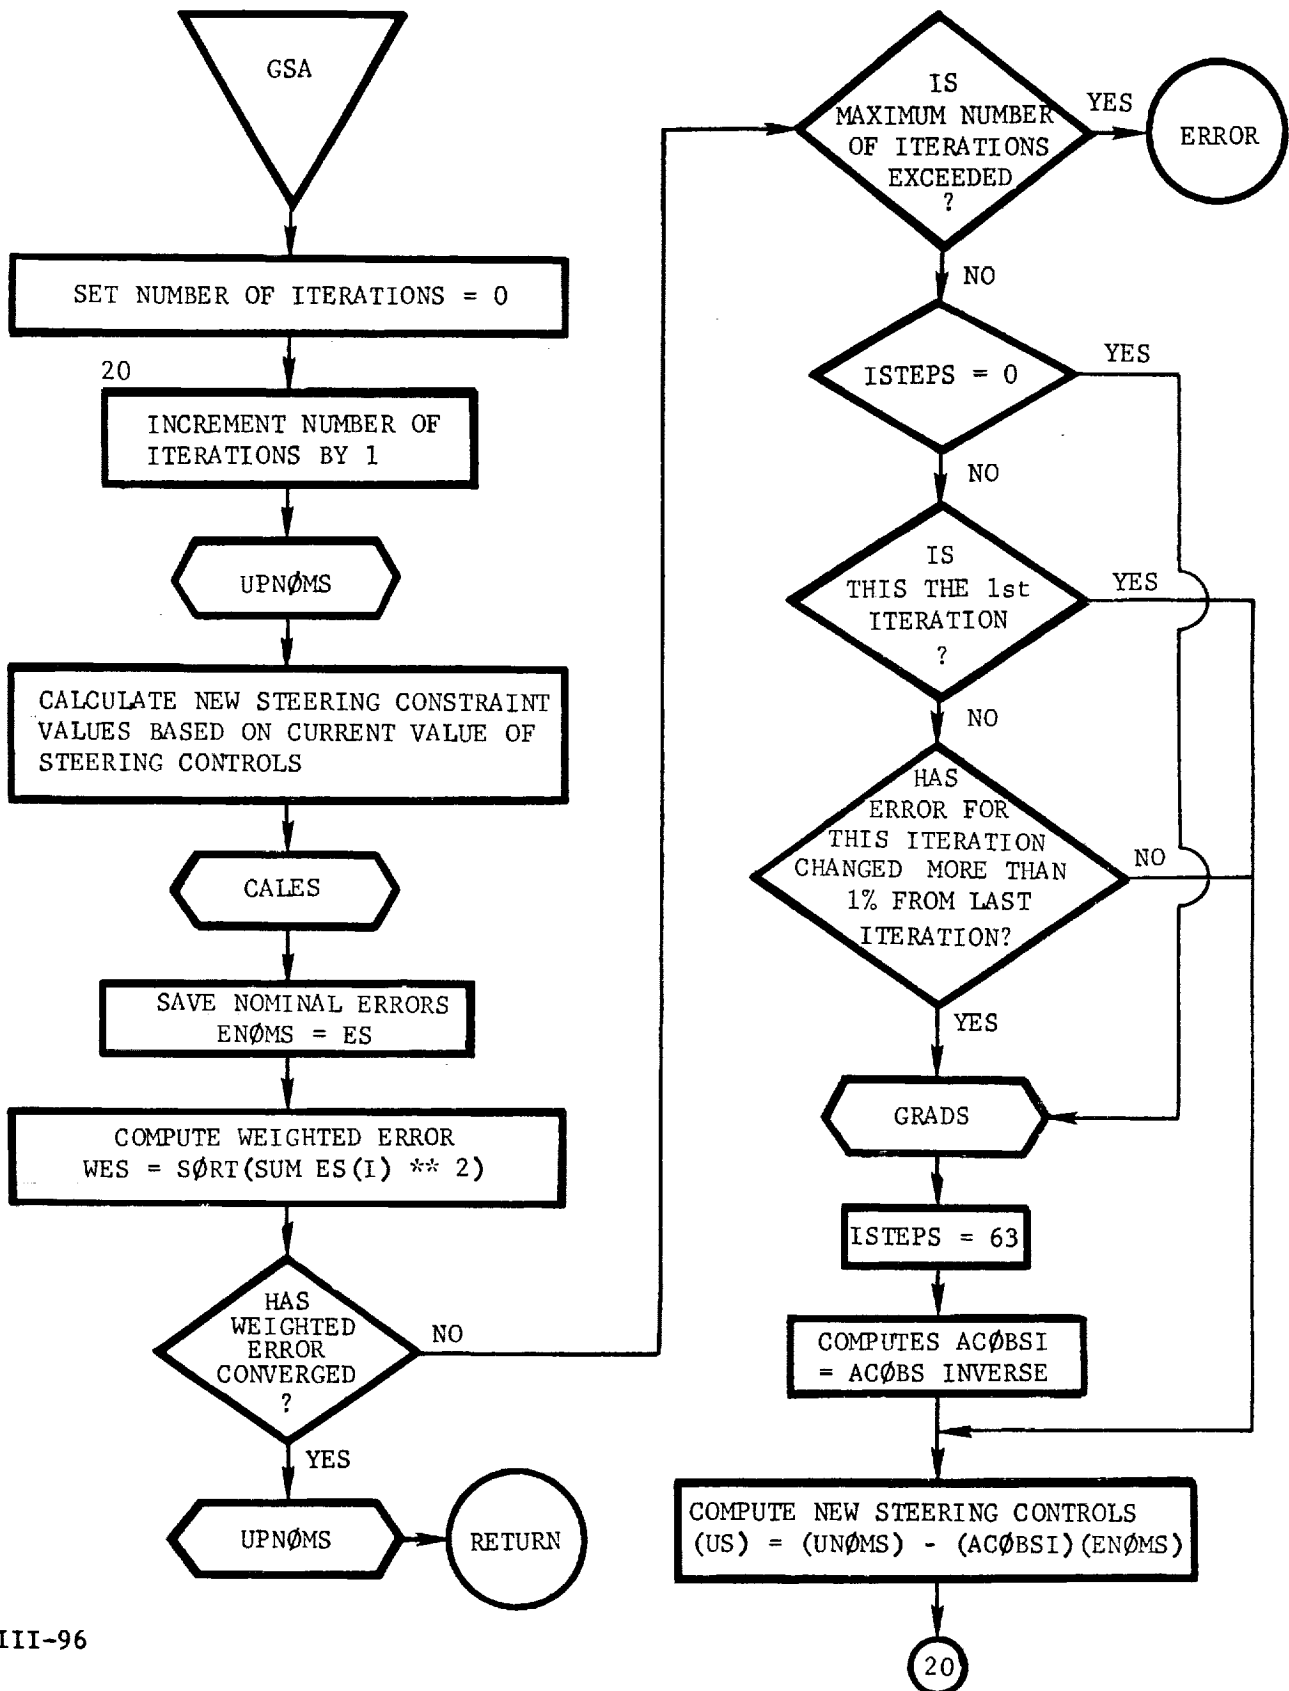 GSA
SET NUMBER OF ITERATIONS = 0
20
INCREMENT NUMBER OF
ITERATIONS BY 1
UPNØMS
CALCULATE NEW STEERING CONSTRAINT
VALUES BASED ON CURRENT VALUE OF
STEERING CONTROLS
CALES
SAVE NOMINAL ERRORS
ENØMS = ES
COMPUTE WEIGHTED ERROR
WES = SØRT(SUM ES(I) ** 2)
HAS
WEIGHTED
ERROR
CONVERGED
?
NO
YES
UPNØMS
RETURN
IS
MAXIMUM NUMBER
OF ITERATIONS
EXCEEDED
?
YES
ERROR
NO
ISTEPS = 0
YES
NO
IS
THIS THE 1st
ITERATION
?
YES
NO
HAS
ERROR FOR
THIS ITERATION
CHANGED MORE THAN
1% FROM LAST
ITERATION?
NO
YES
GRADS
ISTEPS = 63
COMPUTES ACØBSI
= ACØBS INVERSE
COMPUTE NEW STEERING CONTROLS
(US) = (UNØMS) - (ACØBSI)(ENØMS)
20
III-96